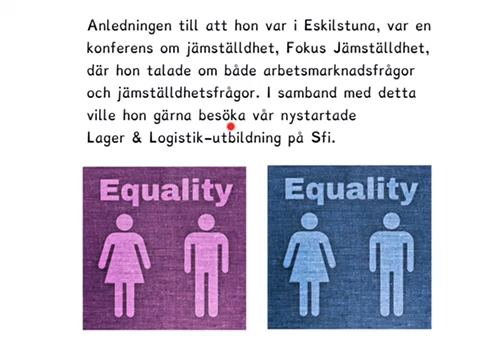 Anledningen till att hon var i Eskilstuna, var en
konferens om jämställdhet, Fokus Jämställdhet,
där hon talade om både arbetsmarknadsfrågor
och jämställdhetsfrågor. I samband med detta
ville hon gärna besöka vår nystartade
Lager & Logistik-utbildning på Sfi.
Equality
Equality